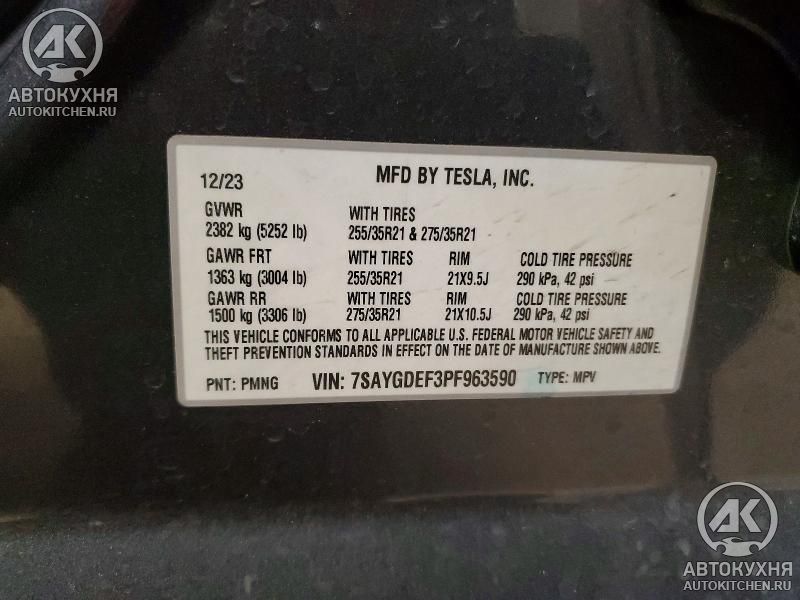 AK
АВТОКУХНЯ
AUTOKITCHEN.RU
12/23 MFD BY TESLA, INC.
GVWR WITH TIRES
2382 kg (5252 lb) 255/35R21 & 275/35R21
GAWR FRT WITH TIRES RIM COLD TIRE PRESSURE
1363 kg (3004 lb) 255/35R21 21X9.5J 290 kPa, 42 psi
GAWR RR WITH TIRES RIM COLD TIRE PRESSURE
1500 kg (3306 lb) 275/35R21 21X10.5J 290 kPa, 42 psi
THIS VEHICLE CONFORMS TO ALL APPLICABLE U.S. FEDERAL MOTOR VEHICLE SAFETY AND
THEFT PREVENTION STANDARDS IN EFFECT ON THE DATE OF MANUFACTURE SHOWN ABOVE.
PNT: PMNG VIN: 7SAYGDEF3PF963590 TYPE: MPV
AK
АВТОКУХНЯ
AUTOKITCHEN.RU